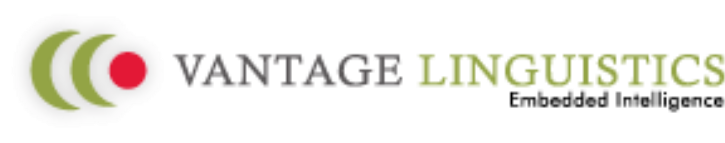 VANTAGE LINGUISTICS
Embedded Intelligence